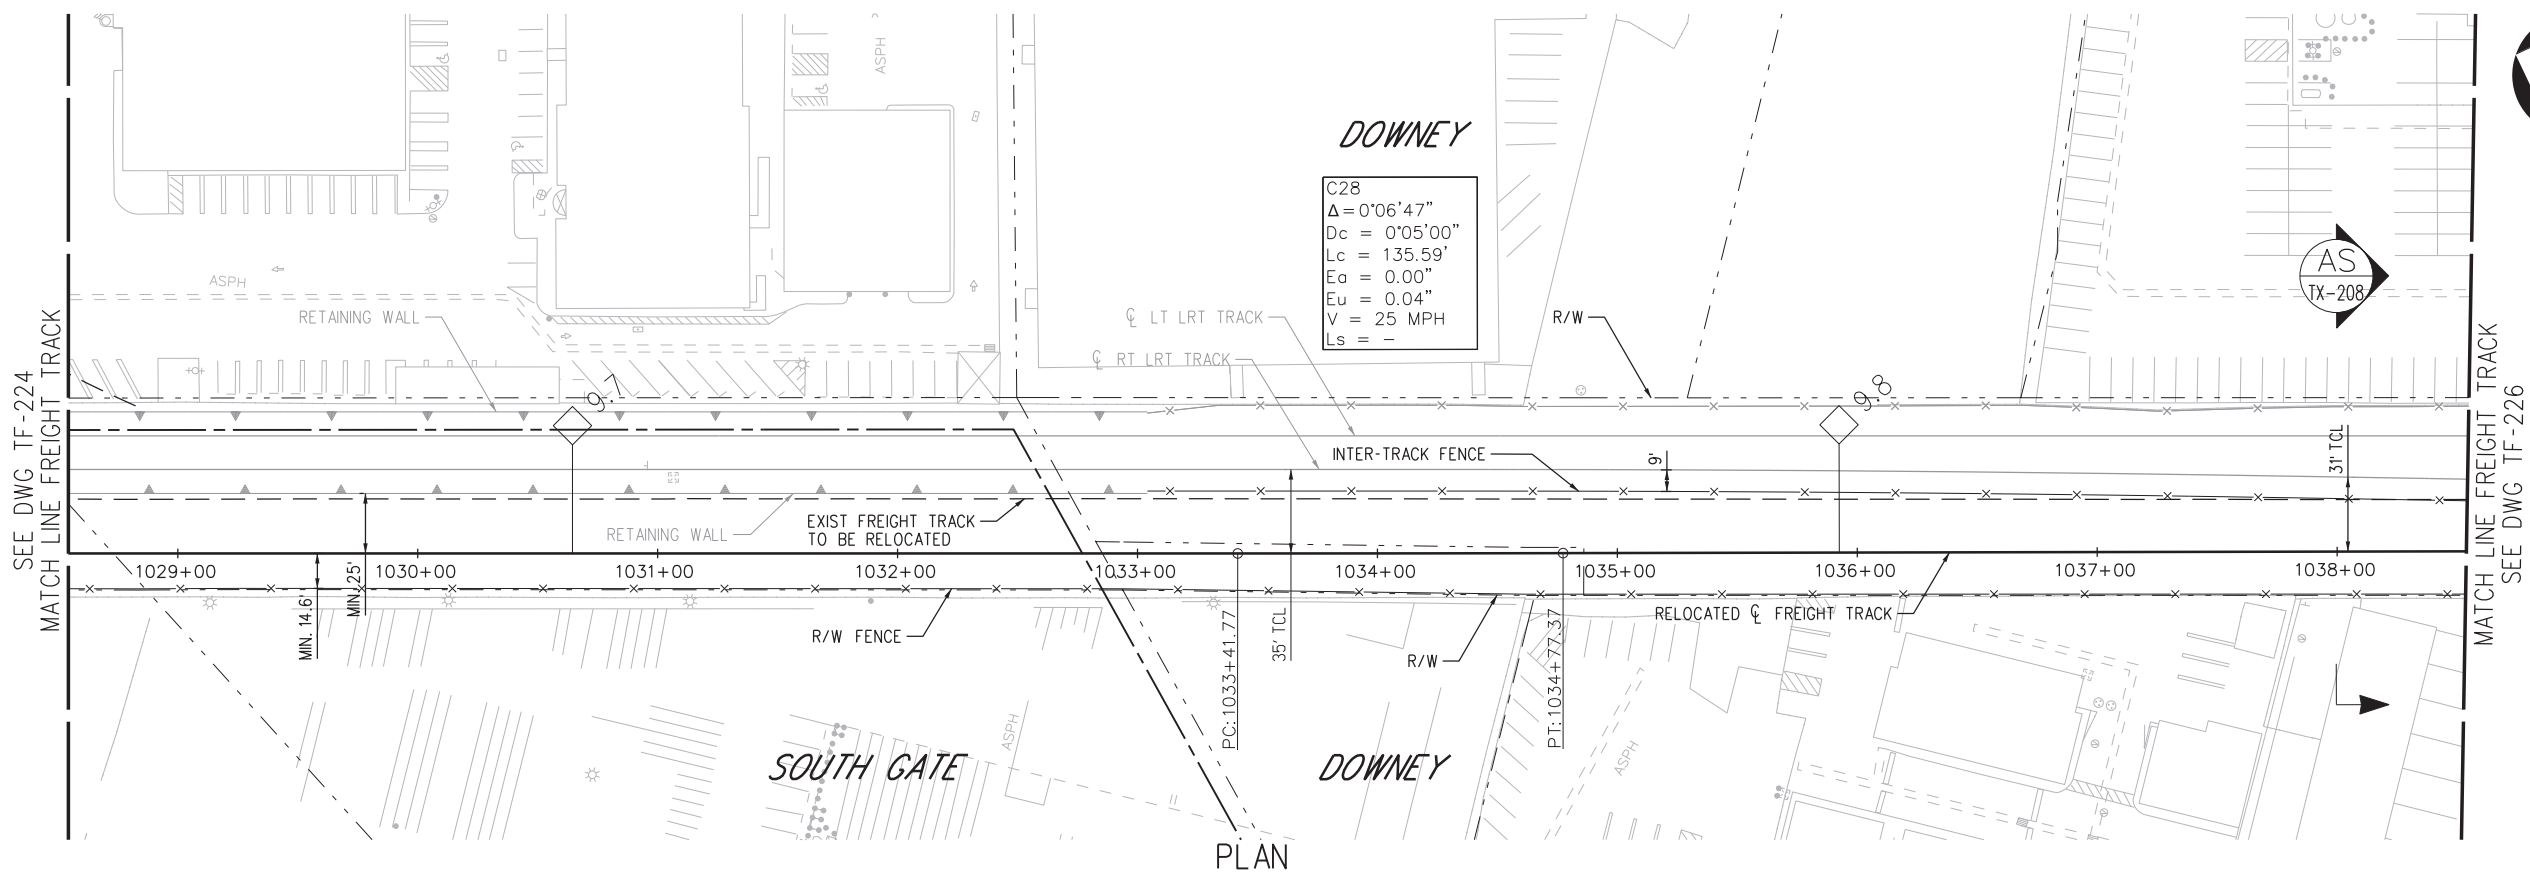 ASPH
DOWNEY
C28
Δ=0°06'47"
Dc = 0°05'00"
Lc = 135.59'
Ea = 0.00"
Eu = 0.04"
V = 25 MPH
Ls = -
AS
TX-208
ASPH
RETAINING WALL
℄ LT LRT TRACK
R/W
℄ RT LRT TRACK
SEE DWG TF-224
MATCH LINE FREIGHT TRACK
9.7
9.8
INTER-TRACK FENCE
9'
31' TCL
MATCH LINE FREIGHT TRACK
SEE DWG TF-226
RETAINING WALL
EXIST FREIGHT TRACK
TO BE RELOCATED
1029+00
1030+00
1031+00
1032+00
1033+00
1034+00
1035+00
1036+00
1037+00
1038+00
MIN. 14.6'
MIN. 25'
R/W FENCE
PC:1033+41.77
35' TCL
R/W
PT:1034+77.37
RELOCATED ℄ FREIGHT TRACK
SOUTH GATE
ASPH
DOWNEY
ASPH
PLAN